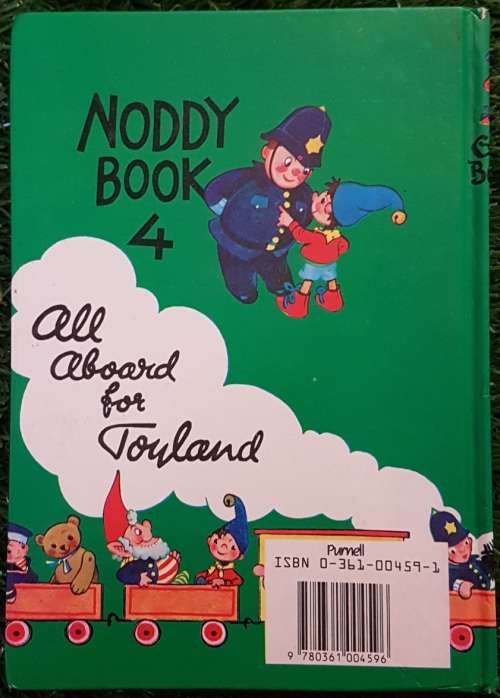 NODDY
BOOK
4
All
Aboard
for
Toyland
Purnell
ISBN 0-361-00459-1
9 780361 004596